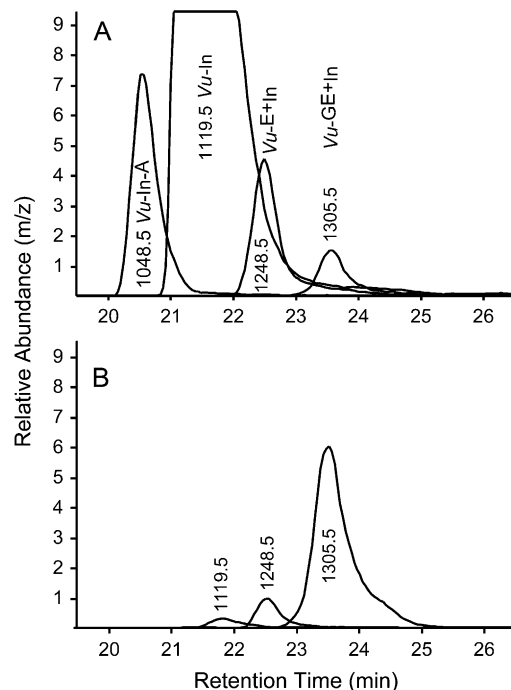 A
9
8
7
6
5
4
3
2
1
1048.5 Vu-In-A
1119.5 Vu-In
1248.5 Vu-E+In
1305.5 Vu-GE+In
20 21 22 23 24 25 26
Relative Abundance (m/z)
B
9
8
7
6
5
4
3
2
1
1119.5
1248.5
1305.5
20 21 22 23 24 25 26
Retention Time (min)